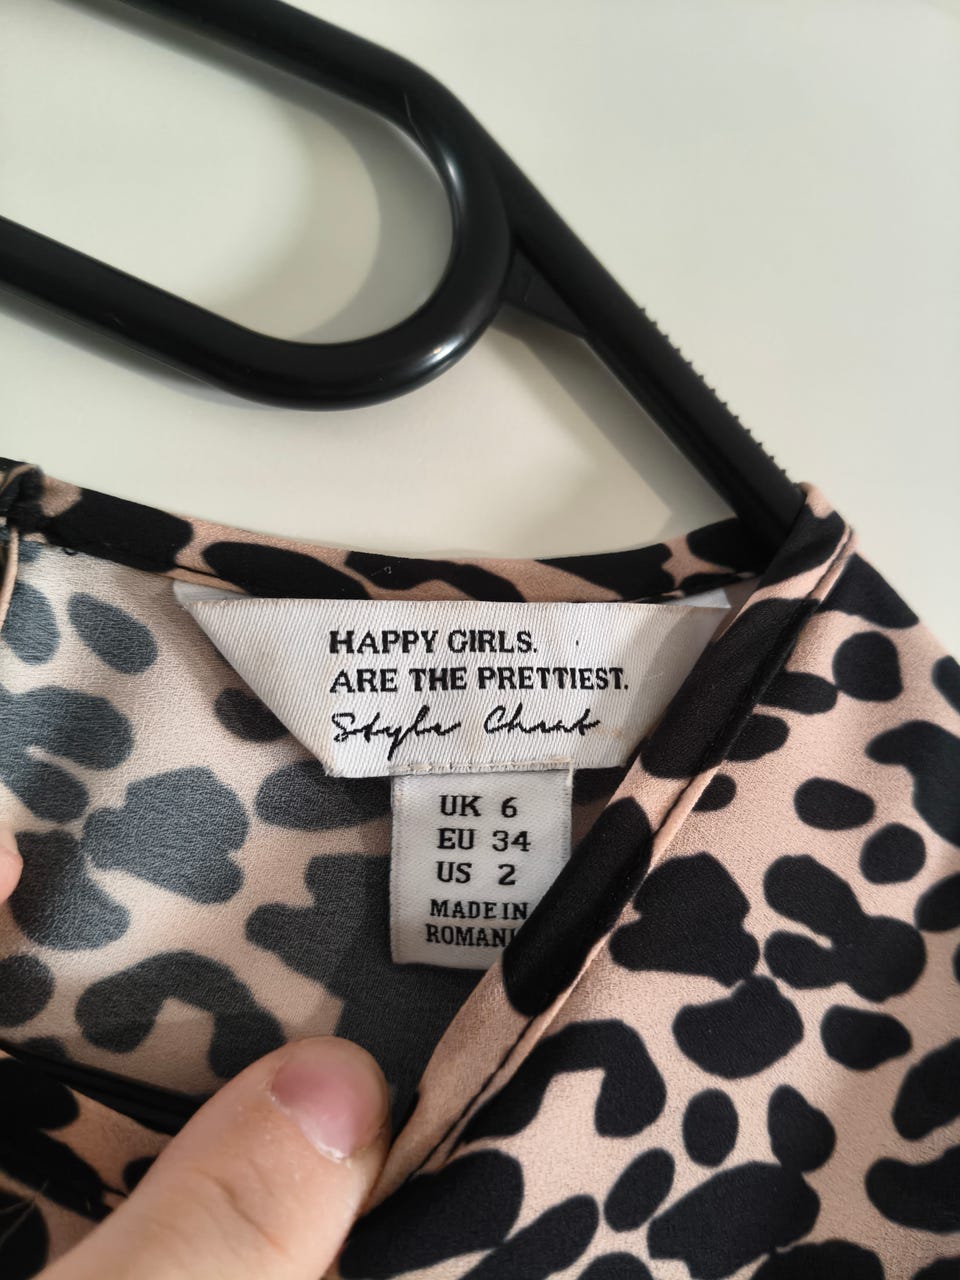 HAPPY GIRLS.
ARE THE PRETTIEST.
Style Cheat
UK 6
EU 34
US 2
MADE IN
ROMANI